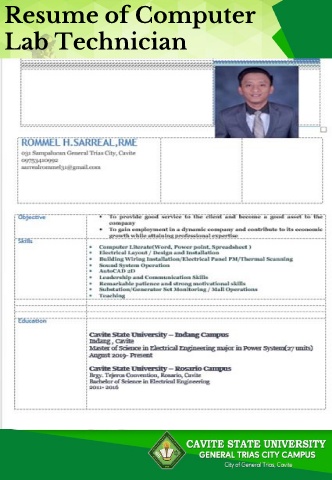 Resume of Computer
Lab Technician
ROMMEL H.SARREAL,RME
031 Sampalucan General Trias City, Cavite
Objective
• To provide good service to the client and become a good asset to the
company
• To gain employment in a dynamic and contribute to its economic
growth while attaining professional expertise
Skills
• Computer Literate(Word, Power point, Spreadsheet )
• Electrical Layout / Design and Installation
• Building Wiring Installation/Electrical Panel PM/Thermal Scanning
• Sound System Operation
• AutoCAD 2D
• Leadership and Communication Skills
• Remarkable patience and strong motivational skills
• Substation/Generator Set Monitoring / Mall Operations
• Teaching
Education
Cavite State University – Indang Campus
Indang , Cavite
Master of Science in Electrical Engineering major in Power System(27 units)
August 2019- Present
Cavite State University – Rosario Campus
Brgy. Tejeros Convention, Rosario, Cavite
Bachelor of Science in Electrical Engineering
2011- 2016
CAVITE STATE UNIVERSITY
GENERAL TRIAS CITY CAMPUS
City of General Trias, Cavite